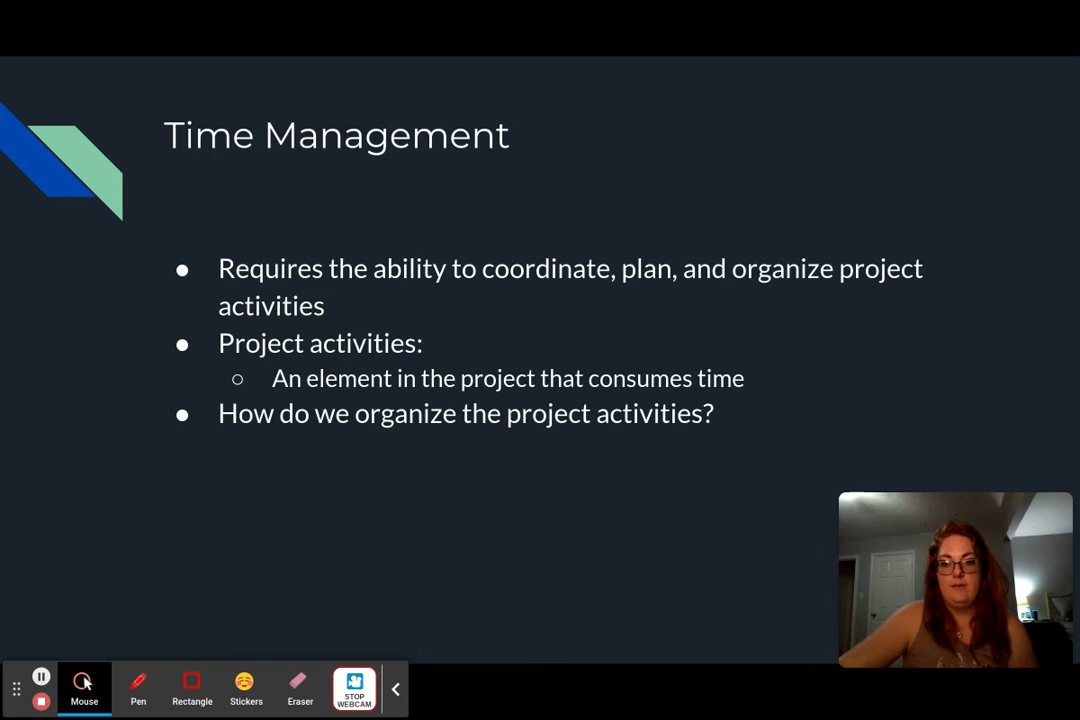 Time Management
● Requires the ability to coordinate, plan, and organize project
activities
● Project activities:
○ An element in the project that consumes time
● How do we organize the project activities?
Mouse
Pen
Rectangle
Stickers
Eraser
STOP
WEBCAM